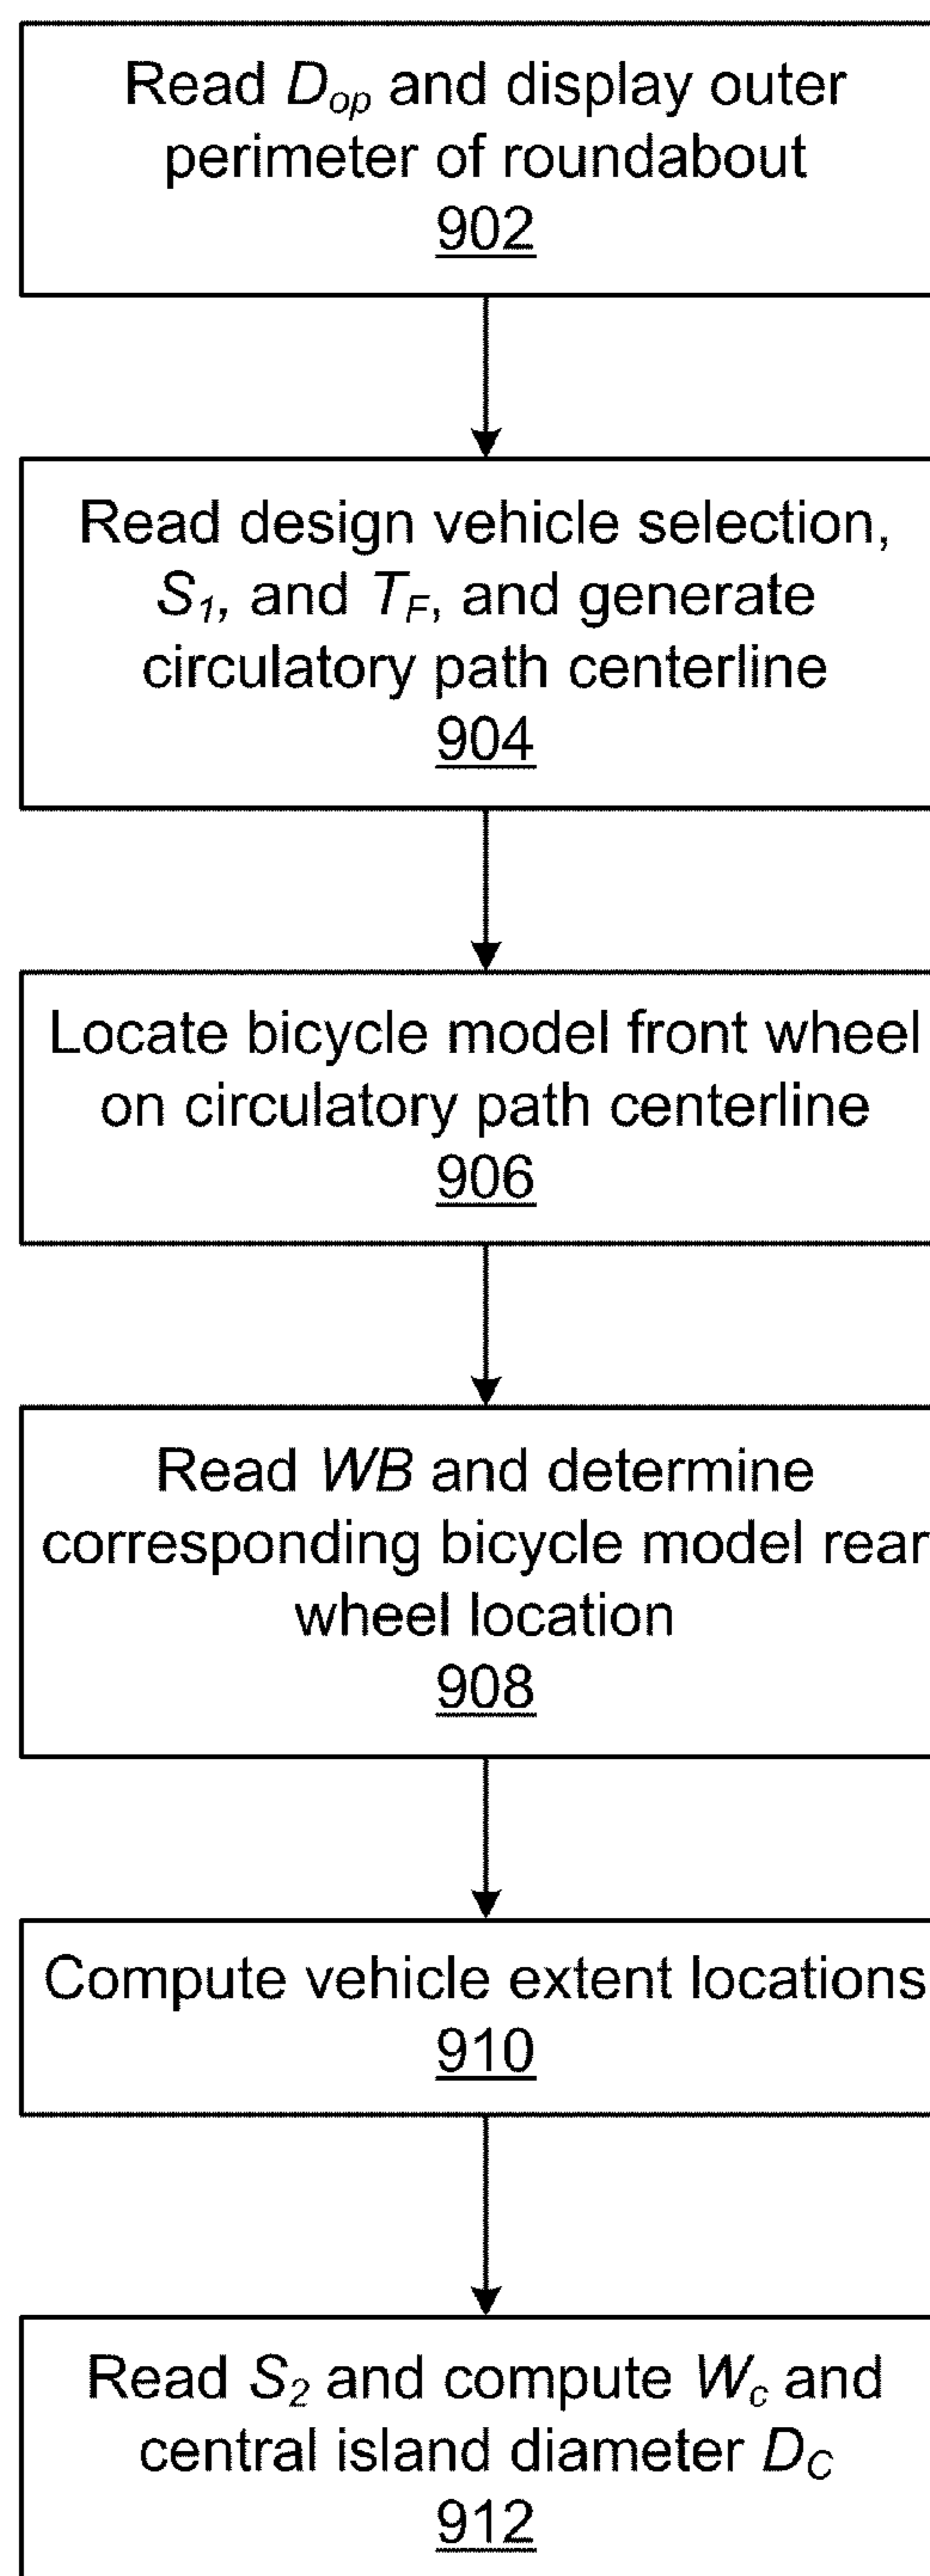 Read Dop and display outer
perimeter of roundabout
902
Read design vehicle selection,
S1, and TF, and generate
circulatory path centerline
904
Locate bicycle model front wheel
on circulatory path centerline
906
Read WB and determine
corresponding bicycle model rear
wheel location
908
Compute vehicle extent locations
910
Read S2 and compute Wc and
central island diameter DC
912